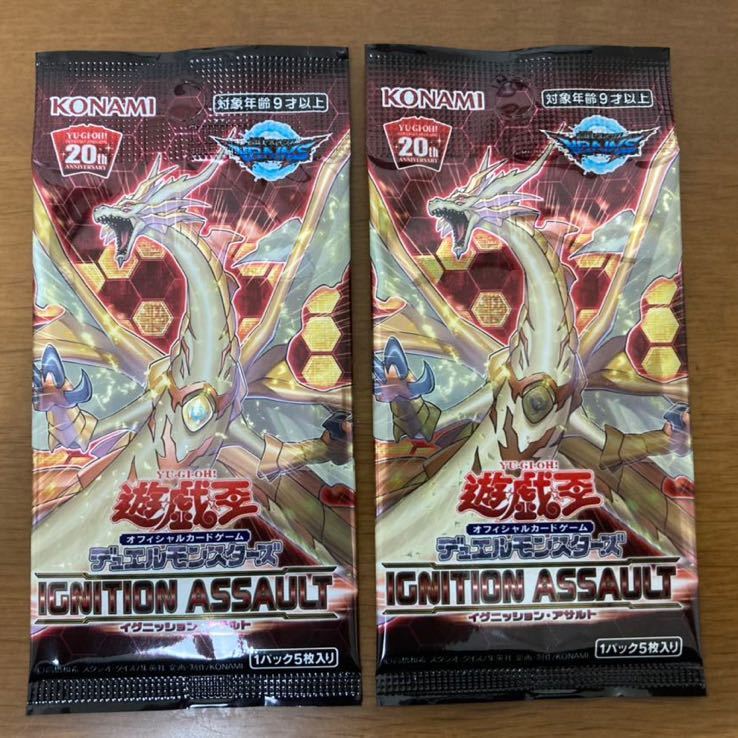 KONAMI
対象年齢9才以上
YU-GI-OH!
20th
ANNIVERSARY
VRAINS
YU-GI-OH!
遊戯王
オフィシャルカードゲーム
デュエルモンスターズ
IGNITION ASSAULT
イグニッション・アサルト
1パック5枚入り
KONAMI
対象年齢9才以上
YU-GI-OH!
20th
ANNIVERSARY
VRAINS
YU-GI-OH!
遊戯王
オフィシャルカードゲーム
デュエルモンスターズ
IGNITION ASSAULT
イグニッション・アサルト
1パック5枚入り